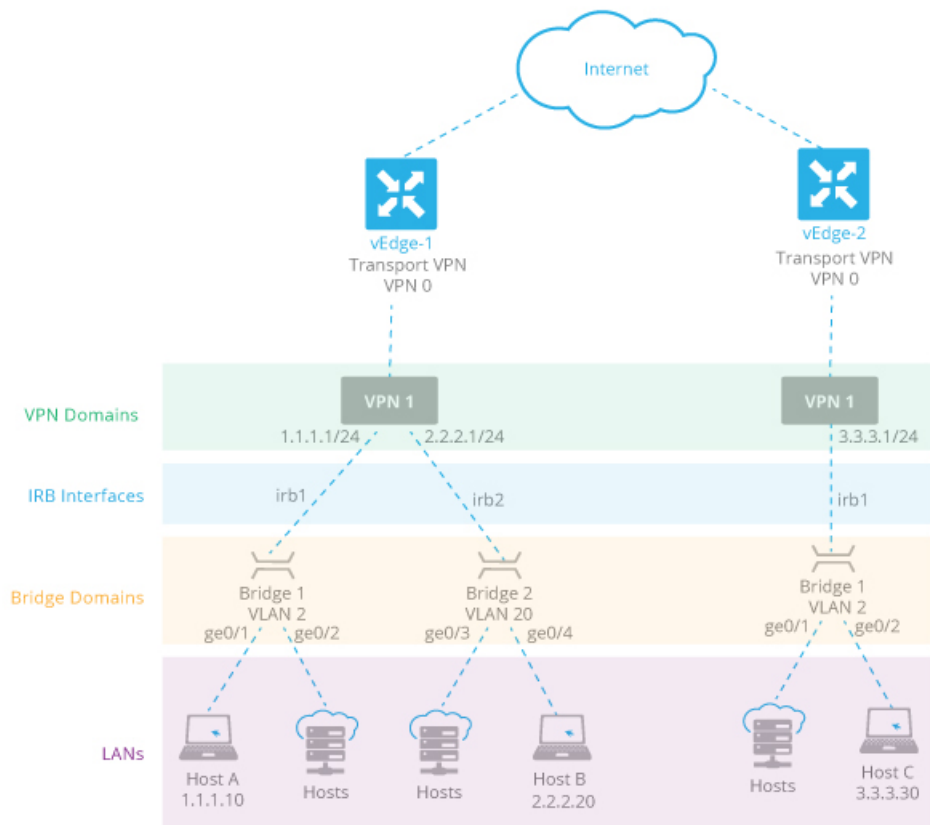 Internet
vEdge-1
Transport VPN
VPN 0
vEdge-2
Transport VPN
VPN 0
VPN Domains
VPN 1
VPN 1
1.1.1.1/24
2.2.2.1/24
3.3.3.1/24
IRB Interfaces
irb1
irb2
irb1
Bridge Domains
Bridge 1
VLAN 2
Bridge 2
VLAN 20
Bridge 1
VLAN 2
ge0/1
ge0/2
ge0/3
ge0/4
ge0/1
ge0/2
LANs
Host A
1.1.1.10
Hosts
Hosts
Host B
2.2.2.20
Hosts
Host C
3.3.3.30